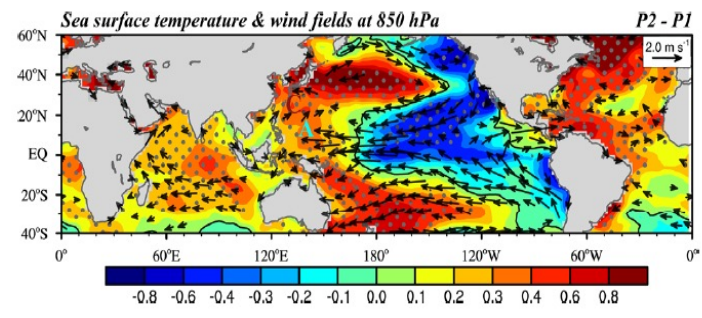 Sea surface temperature & wind fields at 850 hPa P2 - P1
60°N
2.0 m s⁻¹
40°N
20°N
C
A
EQ
20°S
40°S
0° 60°E 120°E 180° 120°W 60°W 0°
-0.8 -0.6 -0.4 -0.3 -0.2 -0.1 0.0 0.1 0.2 0.3 0.4 0.6 0.8